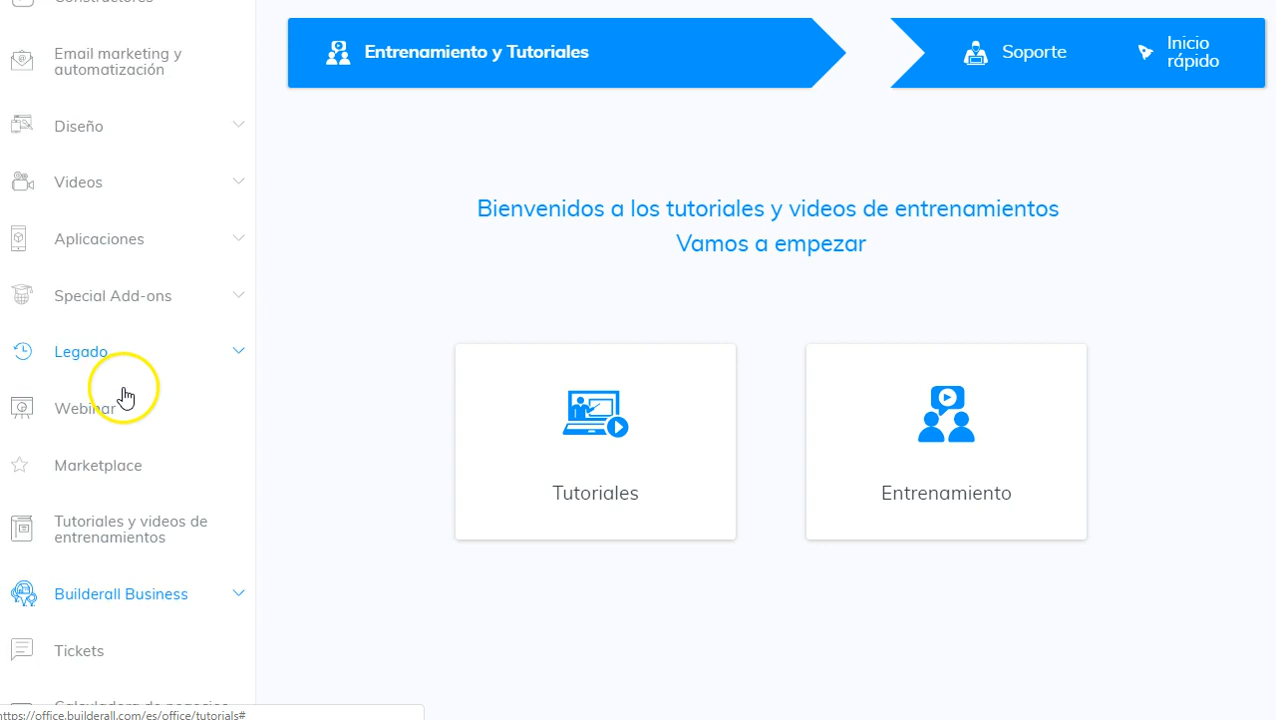 Constructores
Email marketing y
automatización
Diseño
Videos
Aplicaciones
Special Add-ons
Legado
Webinar
Marketplace
Tutoriales y videos de
entrenamientos
Builderall Business
Tickets
Calculadora de negocios
https://office.builderall.com/es/office/tutorials#
Entrenamiento y Tutoriales
Soporte
Inicio
rápido
Bienvenidos a los tutoriales y videos de entrenamientos
Vamos a empezar
Tutoriales
Entrenamiento